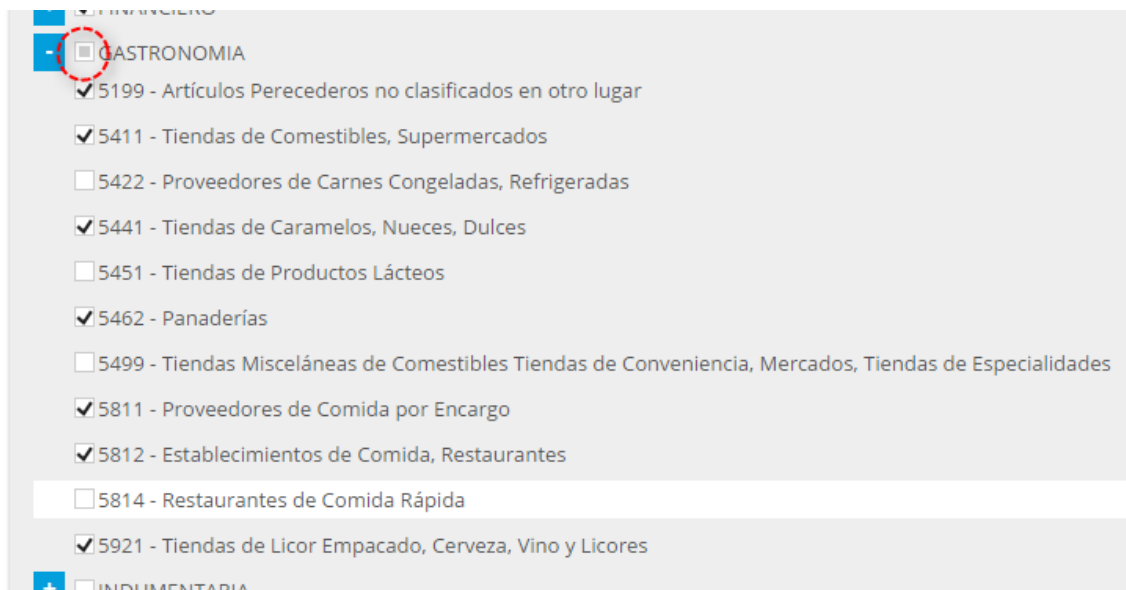 FINANCIERO
- GASTRONOMIA
5199 - Artículos Perecederos no clasificados en otro lugar
5411 - Tiendas de Comestibles, Supermercados
5422 - Proveedores de Carnes Congeladas, Refrigeradas
5441 - Tiendas de Caramelos, Nueces, Dulces
5451 - Tiendas de Productos Lácteos
5462 - Panaderías
5499 - Tiendas Misceláneas de Comestibles Tiendas de Conveniencia, Mercados, Tiendas de Especialidades
5811 - Proveedores de Comida por Encargo
5812 - Establecimientos de Comida, Restaurantes
5814 - Restaurantes de Comida Rápida
5921 - Tiendas de Licor Empacado, Cerveza, Vino y Licores
+ INDUMENTARIA